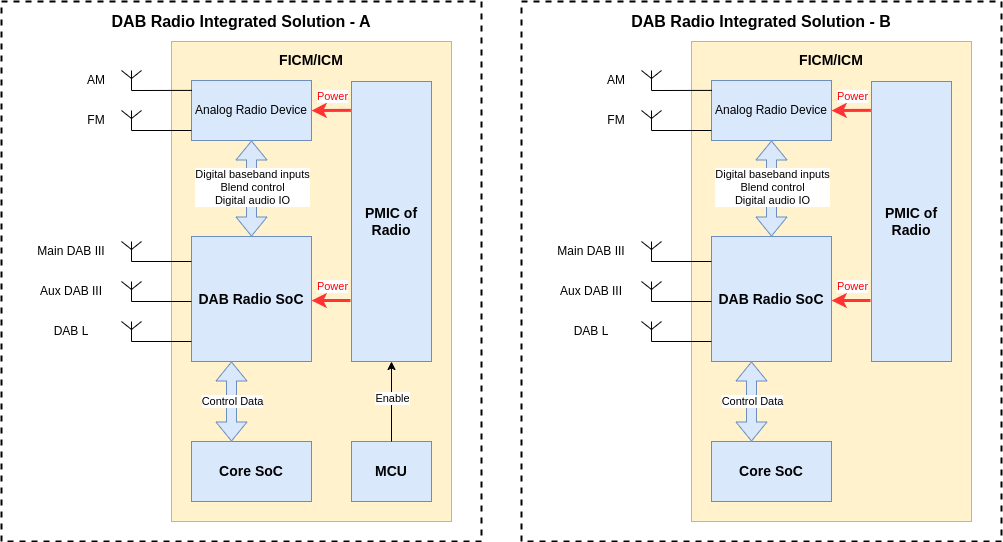 DAB Radio Integrated Solution - A
FICM/ICM
AM
FM
Analog Radio Device
Power
Digital baseband inputs
Blend control
Digital audio IO
PMIC of
Radio
Main DAB III
Aux DAB III
DAB L
DAB Radio SoC
Power
Control Data
Enable
Core SoC
MCU
DAB Radio Integrated Solution - B
FICM/ICM
AM
FM
Analog Radio Device
Power
Digital baseband inputs
Blend control
Digital audio IO
PMIC of
Radio
Main DAB III
Aux DAB III
DAB L
DAB Radio SoC
Power
Control Data
Core SoC